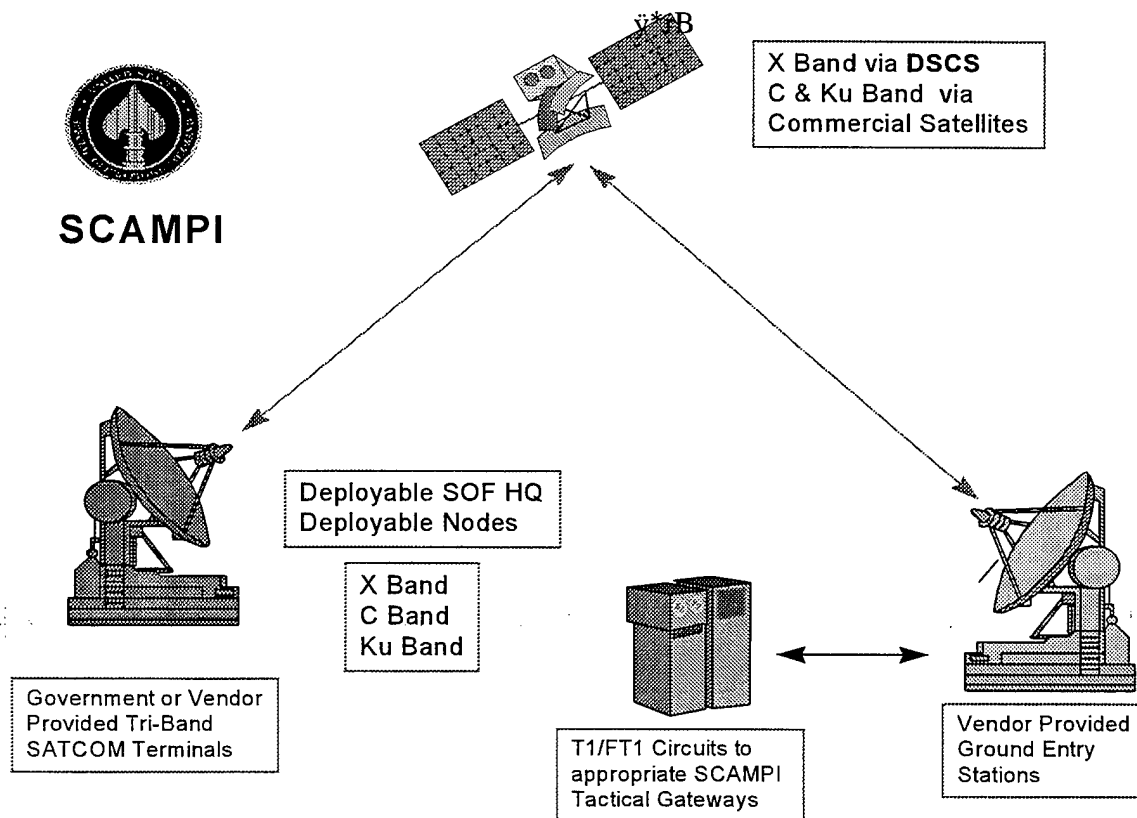 X Band via DSCS
C & Ku Band via
Commercial Satellites
SCAMPI
Deployable SOF HQ
Deployable Nodes
X Band
C Band
Ku Band
Government or Vendor
Provided Tri-Band
SATCOM Terminals
T1/FT1 Circuits to
appropriate SCAMPI
Tactical Gateways
Vendor Provided
Ground Entry
Stations